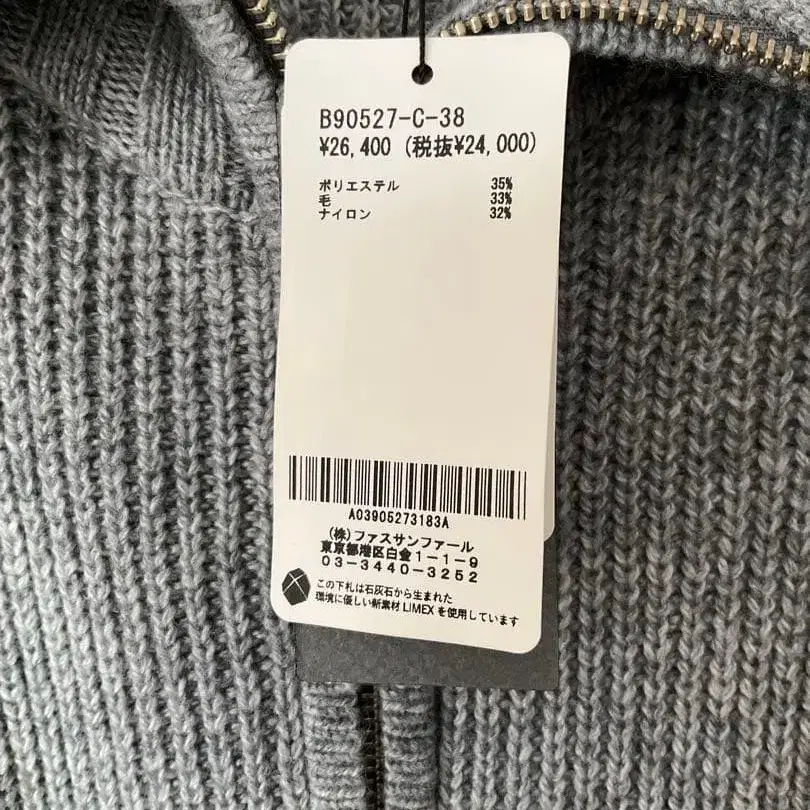 B90527-C-38
¥26,400 (税抜¥24,000)
ポリエステル 35%
毛 33%
ナイロン 32%
A03905273183A
(株)ファスサンファール
東京都港区白金1-1-9
03-3440-3252
この下札は石灰石から生まれた
環境に優しい新素材 LIMEX を使用しています